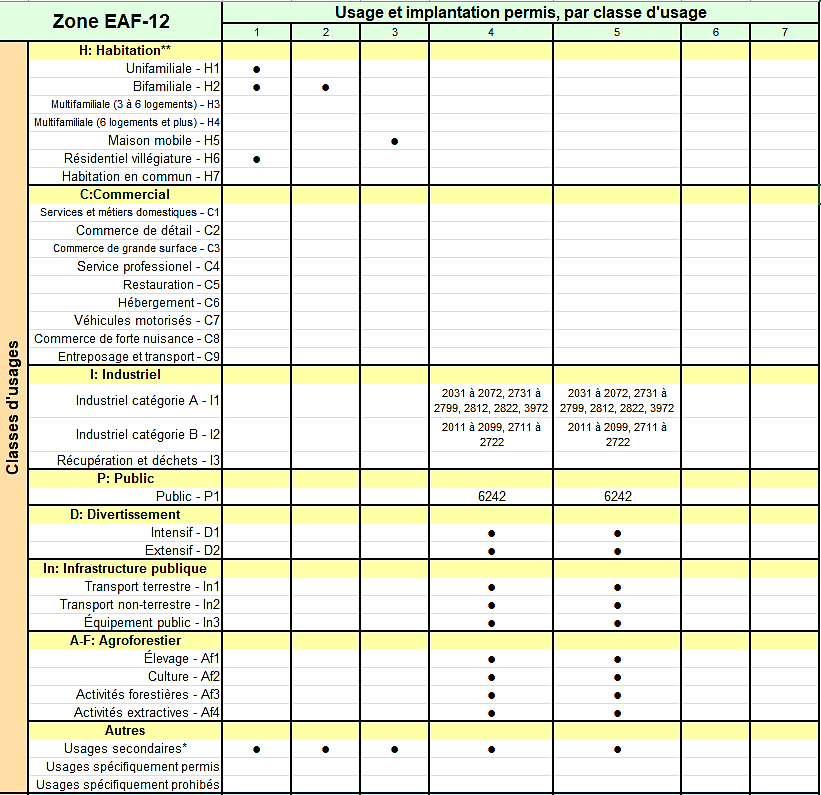 Zone EAF-12
Usage et implantation permis, par classe d'usage
1 2 3 4 5 6 7
Classes d'usages
H: Habitation**
Unifamiliale - H1 ●
Bifamiliale - H2 ● ●
Multifamiliale (3 à 6 logements) - H3
Multifamiliale (6 logements et plus) - H4
Maison mobile - H5 ●
Résidentiel villégiature - H6 ●
Habitation en commun - H7
C:Commercial
Services et métiers domestiques - C1
Commerce de détail - C2
Commerce de grande surface - C3
Service professionel - C4
Restauration - C5
Hébergement - C6
Véhicules motorisés - C7
Commerce de forte nuisance - C8
Entreposage et transport - C9
I: Industriel
Industriel catégorie A - I1
2031 à 2072, 2731 à
2799, 2812, 2822, 3972
2031 à 2072, 2731 à
2799, 2812, 2822, 3972
Industriel catégorie B - I2
2011 à 2099, 2711 à
2722
2011 à 2099, 2711 à
2722
Récupération et déchets - I3
P: Public
Public - P1 6242 6242
D: Divertissement
Intensif - D1 ● ●
Extensif - D2 ● ●
In: Infrastructure publique
Transport terrestre - In1 ● ●
Transport non-terrestre - In2 ● ●
Équipement public - In3 ● ●
A-F: Agroforestier
Élevage - Af1 ● ●
Culture - Af2 ● ●
Activités forestières - Af3 ● ●
Activités extractives - Af4 ● ●
Autres
Usages secondaires* ● ● ● ● ●
Usages spécifiquement permis
Usages spécifiquement prohibés